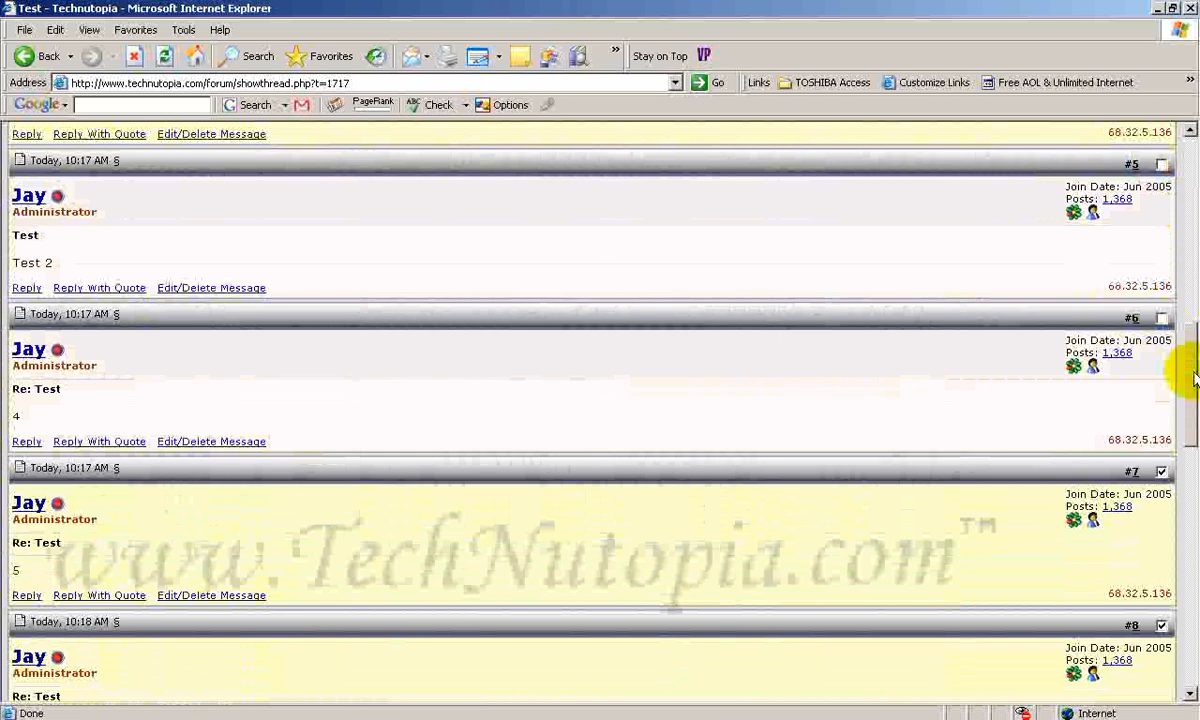 Test - Technutopia - Microsoft Internet Explorer
File Edit View Favorites Tools Help
Back Search Favorites » Stay on Top VP
Address http://www.technutopia.com/forum/showthread.php?t=1717 Go Links TOSHIBA Access Customize Links Free AOL & Unlimited Internet »
Google Search PageRank ABC Check Options
Reply Reply With Quote Edit/Delete Message 68.32.5.136
Today, 10:17 AM § #5
Jay Join Date: Jun 2005
Administrator Posts: 1,368
Test
Test 2
Reply Reply With Quote Edit/Delete Message 68.32.5.136
Today, 10:17 AM § #6
Jay Join Date: Jun 2005
Administrator Posts: 1,368
Re: Test
4
Reply Reply With Quote Edit/Delete Message 68.32.5.136
Today, 10:17 AM § #7
Jay Join Date: Jun 2005
Administrator Posts: 1,368
Re: Test
www.TechNutopia.com™
5
Reply Reply With Quote Edit/Delete Message 68.32.5.136
Today, 10:18 AM § #8
Jay Join Date: Jun 2005
Administrator Posts: 1,368
Re: Test
Done Internet